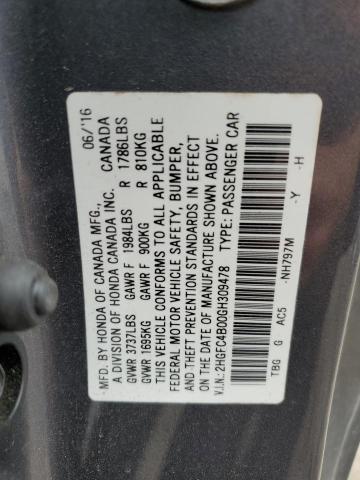 MFD. BY HONDA OF CANADA MFG., 06/'16
A DIVISION OF HONDA CANADA INC. CANADA
GVWR 3737LBS GAWR F 1984LBS R 1786LBS
GVWR 1695KG GAWR F 900KG R 810KG
THIS VEHICLE CONFORMS TO ALL APPLICABLE
FEDERAL MOTOR VEHICLE SAFETY, BUMPER,
AND THEFT PREVENTION STANDARDS IN EFFECT
ON THE DATE OF MANUFACTURE SHOWN ABOVE.
V.I.N.: 2HGFC4B00GH309478 TYPE: PASSENGER CAR
-NH797M -Y -H
TBG G AC5